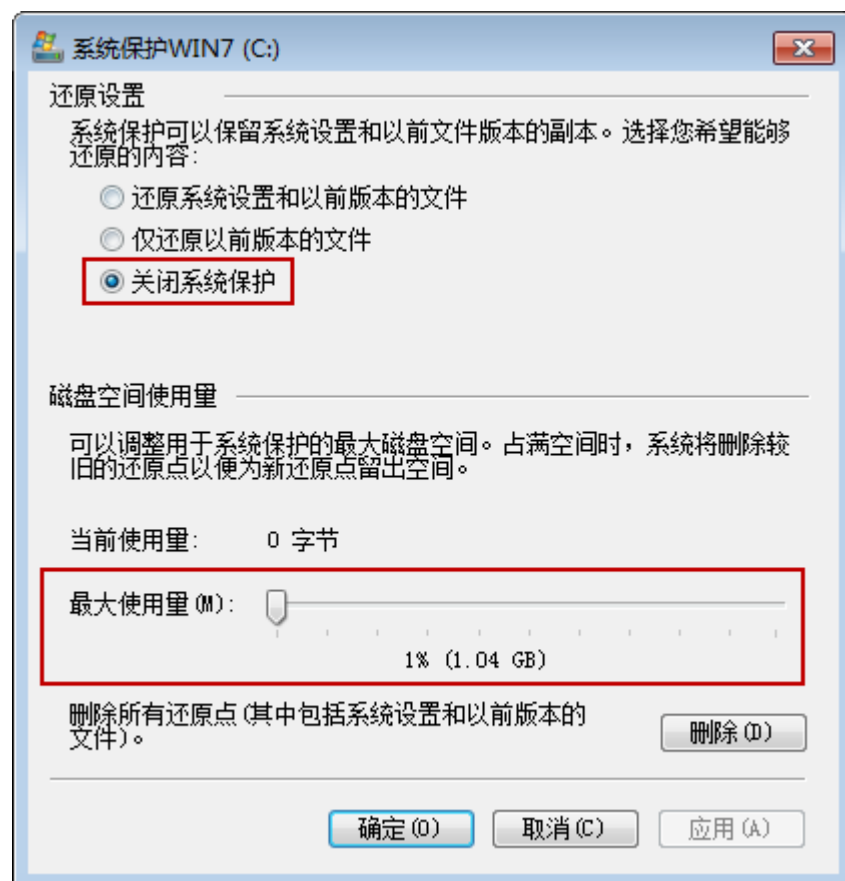 系统保护WIN7 (C:)
还原设置
系统保护可以保留系统设置和以前文件版本的副本。选择您希望能够
还原的内容:
还原系统设置和以前版本的文件
仅还原以前版本的文件
关闭系统保护
磁盘空间使用量
可以调整用于系统保护的最大磁盘空间。占满空间时，系统将删除较
旧的还原点以便为新还原点留出空间。
当前使用量: 0 字节
最大使用量(M):
1% (1.04 GB)
删除所有还原点(其中包括系统设置和以前版本的
文件)。
删除(D)
确定(O) 取消(C) 应用(A)